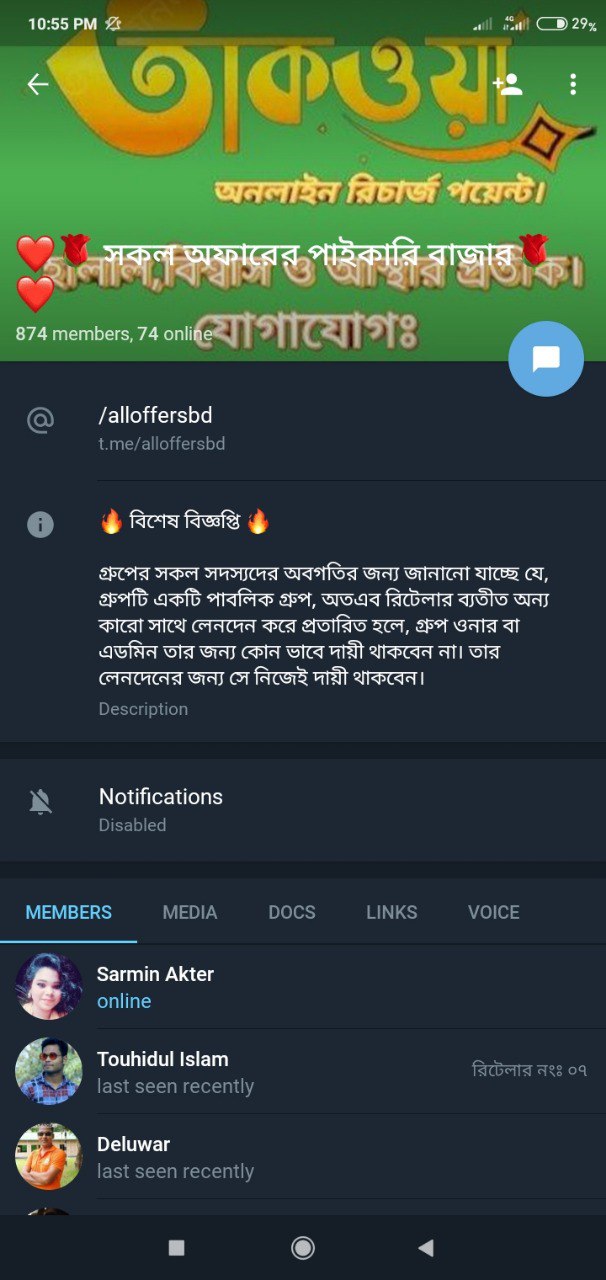 10:55 PM
4G
29%
তাকওয়া
অনলাইন রিচার্জ পয়েন্ট।
❤️🌹 সকল অফারের পাইকারি বাজার🌹
❤️
হালাল,বিশ্বাস ও আস্থার প্রতীক।
874 members, 74 online
যোগাযোগঃ
/alloffersbd
t.me/alloffersbd
🔥 বিশেষ বিজ্ঞপ্তি 🔥
গ্রুপের সকল সদস্যদের অবগতির জন্য জানানো যাচ্ছে যে,
গ্রুপটি একটি পাবলিক গ্রুপ, অতএব রিটেলার ব্যতীত অন্য
কারো সাথে লেনদেন করে প্রতারিত হলে, গ্রুপ ওনার বা
এডমিন তার জন্য কোন ভাবে দায়ী থাকবেন না। তার
লেনদেনের জন্য সে নিজেই দায়ী থাকবেন।
Description
Notifications
Disabled
MEMBERS MEDIA DOCS LINKS VOICE
Sarmin Akter
online
Touhidul Islam
রিটেলার নংঃ ০৭
last seen recently
Deluwar
last seen recently